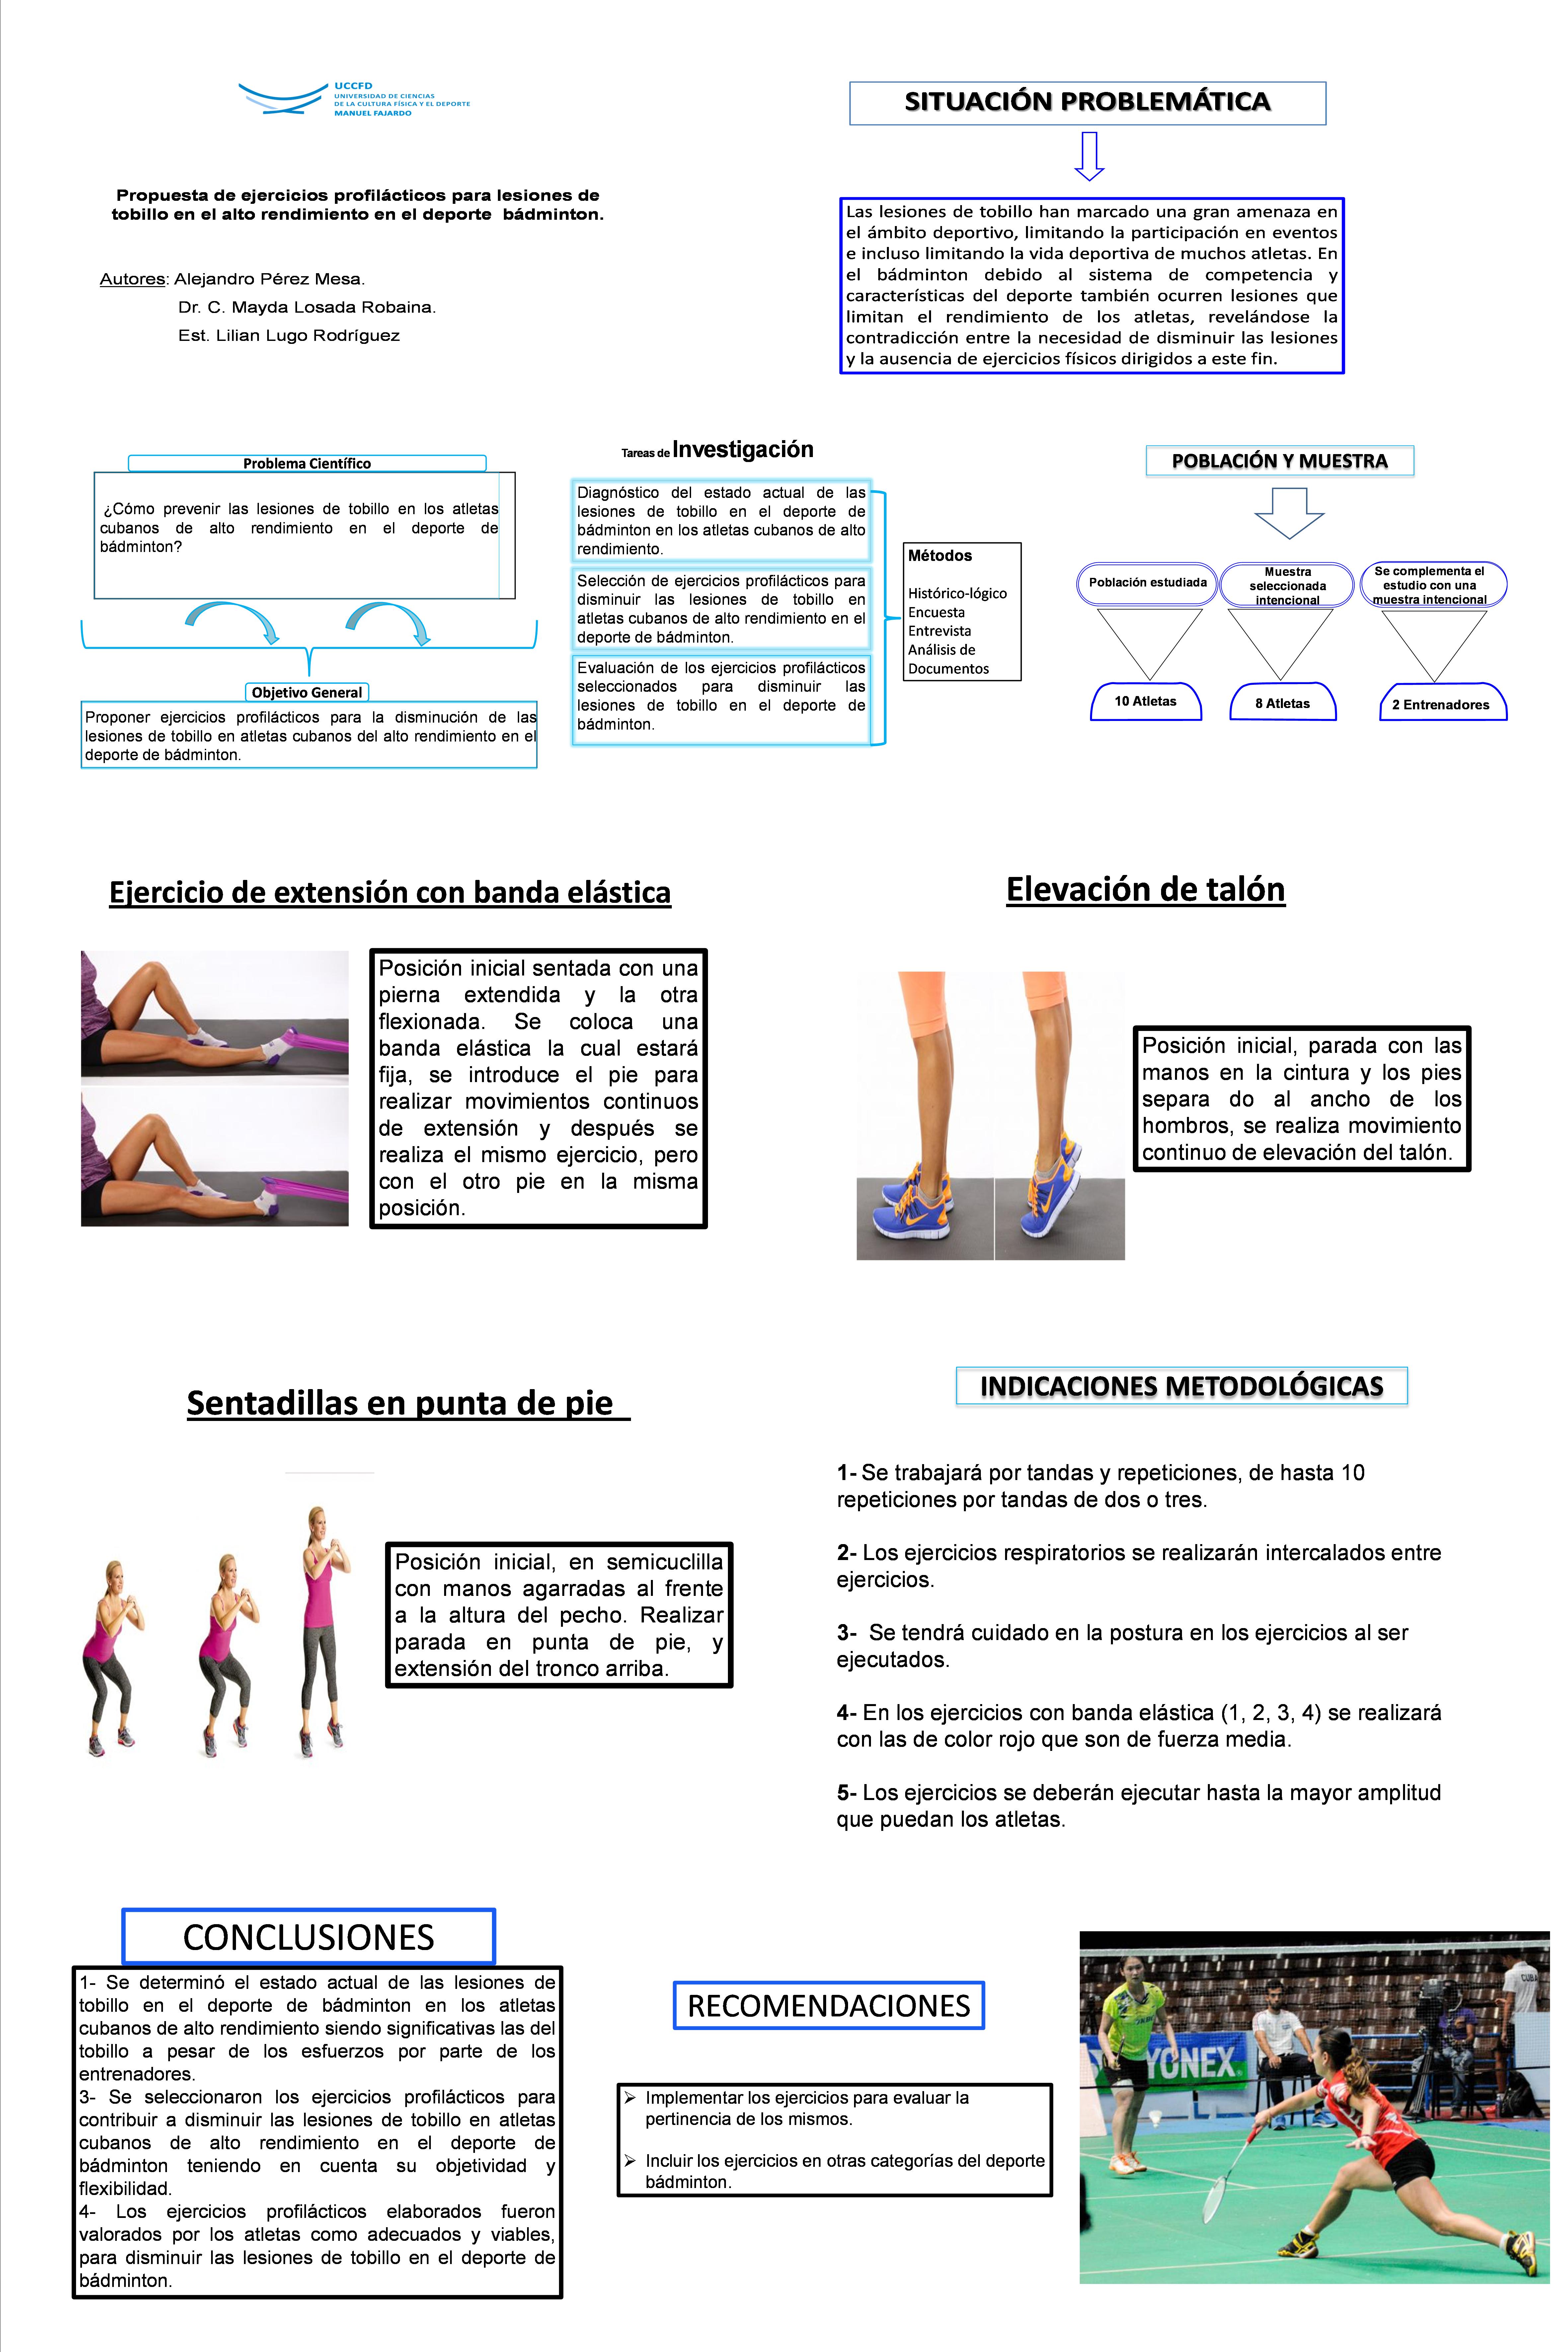 UCCFD
UNIVERSIDAD DE CIENCIAS
DE LA CULTURA FÍSICA Y EL DEPORTE
MANUEL FAJARDO
Propuesta de ejercicios profilácticos para lesiones de
tobillo en el alto rendimiento en el deporte bádminton.
Autores: Alejandro Pérez Mesa.
Dr. C. Mayda Losada Robaina.
Est. Lilian Lugo Rodríguez
SITUACIÓN PROBLEMÁTICA
Las lesiones de tobillo han marcado una gran amenaza en
el ámbito deportivo, limitando la participación en eventos
e incluso limitando la vida deportiva de muchos atletas. En
el bádminton debido al sistema de competencia y
características del deporte también ocurren lesiones que
limitan el rendimiento de los atletas, revelándose la
contradicción entre la necesidad de disminuir las lesiones
y la ausencia de ejercicios físicos dirigidos a este fin.
Problema Científico
¿Cómo prevenir las lesiones de tobillo en los atletas
cubanos de alto rendimiento en el deporte de
bádminton?
Objetivo General
Proponer ejercicios profilácticos para la disminución de las
lesiones de tobillo en atletas cubanos del alto rendimiento en el
deporte de bádminton.
Tareas de Investigación
Diagnóstico del estado actual de las
lesiones de tobillo en el deporte de
bádminton en los atletas cubanos de alto
rendimiento.
Selección de ejercicios profilácticos para
disminuir las lesiones de tobillo en
atletas cubanos de alto rendimiento en el
deporte de bádminton.
Evaluación de los ejercicios profilácticos
seleccionados para disminuir las
lesiones de tobillo en el deporte de
bádminton.
Métodos
Histórico-lógico
Encuesta
Entrevista
Análisis de
Documentos
POBLACIÓN Y MUESTRA
Población estudiada
Muestra
seleccionada
intencional
Se complementa el
estudio con una
muestra intencional
10 Atletas
8 Atletas
2 Entrenadores
Ejercicio de extensión con banda elástica
Posición inicial sentada con una
pierna extendida y la otra
flexionada. Se coloca una
banda elástica la cual estará
fija, se introduce el pie para
realizar movimientos continuos
de extensión y después se
realiza el mismo ejercicio, pero
con el otro pie en la misma
posición.
Elevación de talón
Posición inicial, parada con las
manos en la cintura y los pies
separa do al ancho de los
hombros, se realiza movimiento
continuo de elevación del talón.
Sentadillas en punta de pie
Posición inicial, en semicuclilla
con manos agarradas al frente
a la altura del pecho. Realizar
parada en punta de pie, y
extensión del tronco arriba.
INDICACIONES METODOLÓGICAS
1- Se trabajará por tandas y repeticiones, de hasta 10
repeticiones por tandas de dos o tres.
2- Los ejercicios respiratorios se realizarán intercalados entre
ejercicios.
3- Se tendrá cuidado en la postura en los ejercicios al ser
ejecutados.
4- En los ejercicios con banda elástica (1, 2, 3, 4) se realizará
con las de color rojo que son de fuerza media.
5- Los ejercicios se deberán ejecutar hasta la mayor amplitud
que puedan los atletas.
CONCLUSIONES
1- Se determinó el estado actual de las lesiones de
tobillo en el deporte de bádminton en los atletas
cubanos de alto rendimiento siendo significativas las del
tobillo a pesar de los esfuerzos por parte de los
entrenadores.
3- Se seleccionaron los ejercicios profilácticos para
contribuir a disminuir las lesiones de tobillo en atletas
cubanos de alto rendimiento en el deporte de
bádminton teniendo en cuenta su objetividad y
flexibilidad.
4- Los ejercicios profilácticos elaborados fueron
valorados por los atletas como adecuados y viables,
para disminuir las lesiones de tobillo en el deporte de
bádminton.
RECOMENDACIONES
➢ Implementar los ejercicios para evaluar la
pertinencia de los mismos.
➢ Incluir los ejercicios en otras categorías del deporte
bádminton.
CUBA
YONEX